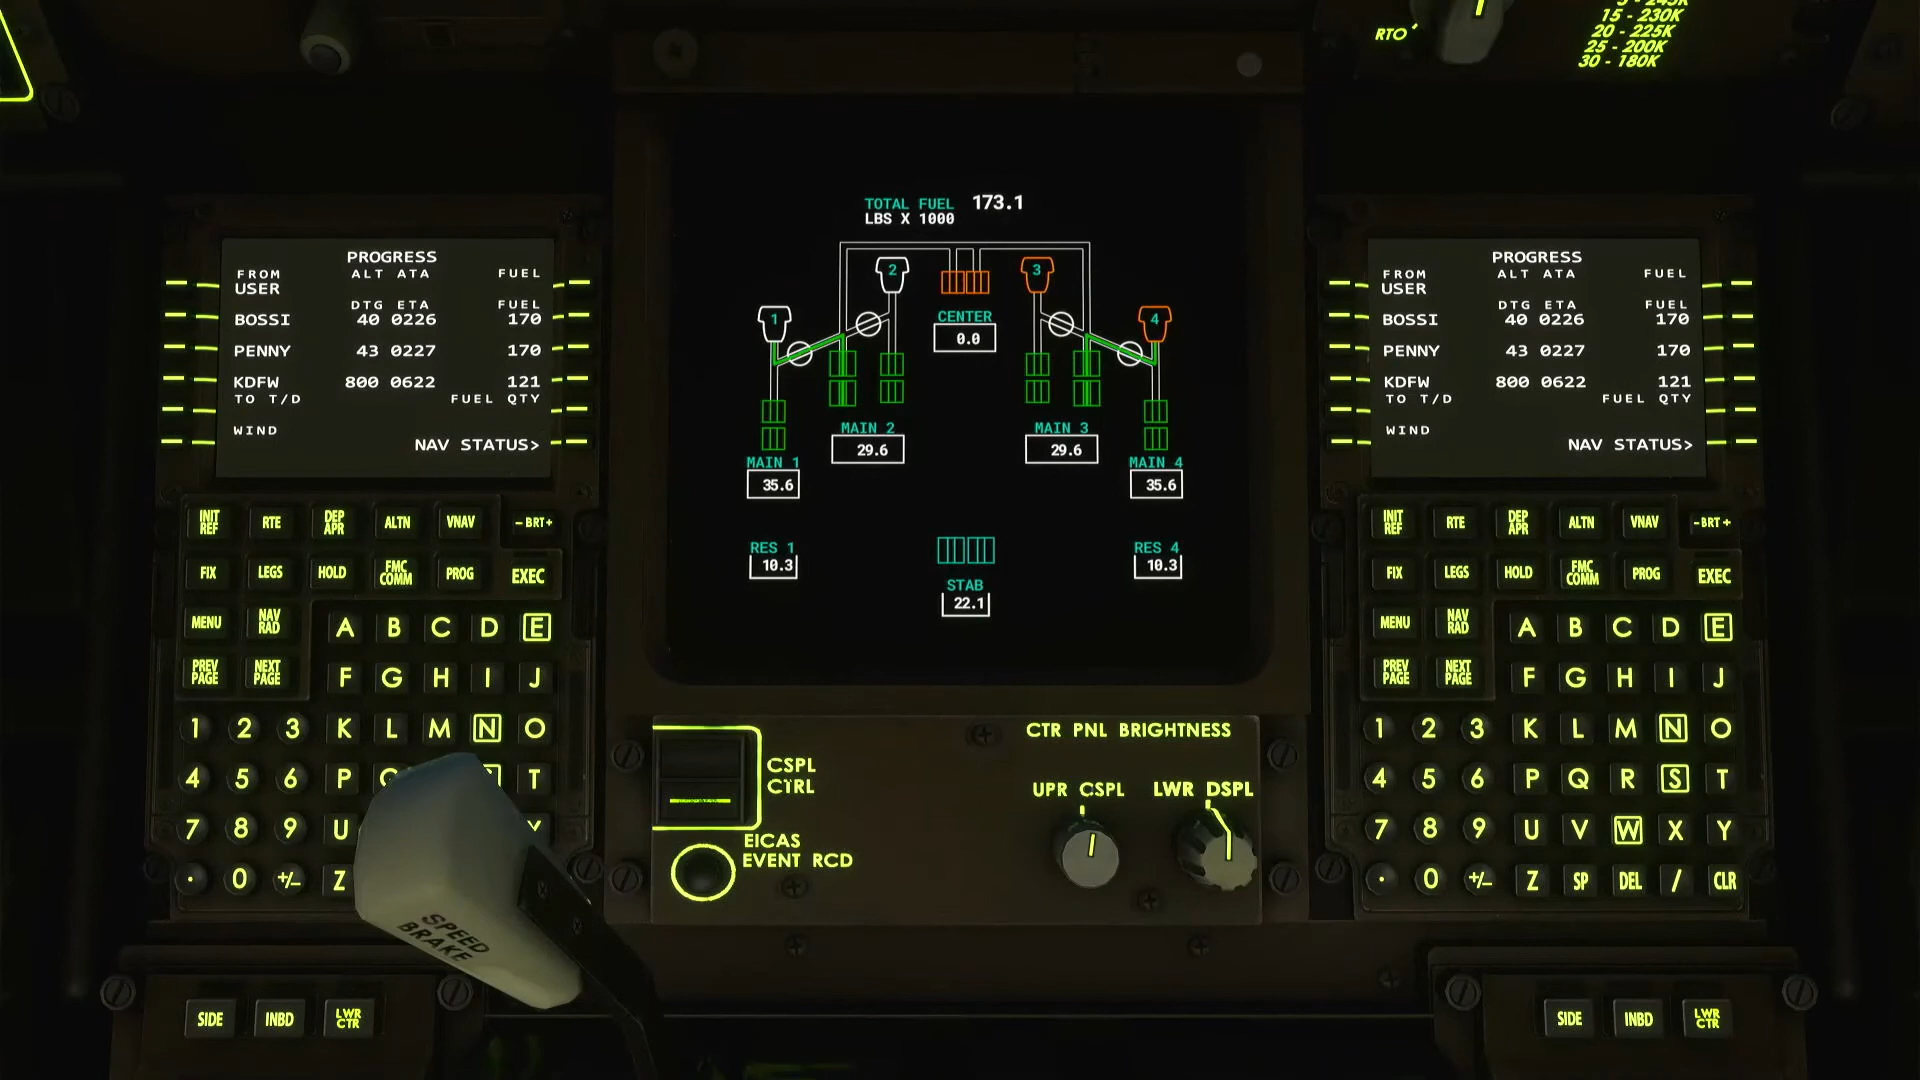 5 - 245K
RTO
15 - 230K
20 - 225K
25 - 200K
30 - 180K
PROGRESS
FROM ALT ATA FUEL
USER
DTG ETA FUEL
BOSSI 40 0226 170
PENNY 43 0227 170
KDFW 800 0622 121
TO T/D FUEL QTY
WIND
NAV STATUS>
TOTAL FUEL 173.1
LBS X 1000
2
3
1
4
CENTER
0.0
MAIN 2
29.6
MAIN 3
29.6
MAIN 1
35.6
MAIN 4
35.6
RES 1
10.3
RES 4
10.3
STAB
22.1
PROGRESS
FROM ALT ATA FUEL
USER
DTG ETA FUEL
BOSSI 40 0226 170
PENNY 43 0227 170
KDFW 800 0622 121
TO T/D FUEL QTY
WIND
NAV STATUS>
INIT REF RTE DEP APR ALTN VNAV - BRT +
FIX LEGS HOLD FMC COMM PROG EXEC
MENU NAV RAD A B C D E
PREV PAGE NEXT PAGE F G H I J
1 2 3 K L M N O
4 5 6 P T
7 8 9 U Y
. 0 +/- Z
SPEED
BRAKE
SIDE INBD LWR CTR
CSPL
CTRL
EICAS
EVENT RCD
CTR PNL BRIGHTNESS
UPR CSPL LWR DSPL
INIT REF RTE DEP APR ALTN VNAV - BRT +
FIX LEGS HOLD FMC COMM PROG EXEC
MENU NAV RAD A B C D E
PREV PAGE NEXT PAGE F G H I J
1 2 3 K L M N O
4 5 6 P Q R S T
7 8 9 U V W X Y
. 0 +/- Z SP DEL / CLR
SIDE INBD LWR CTR